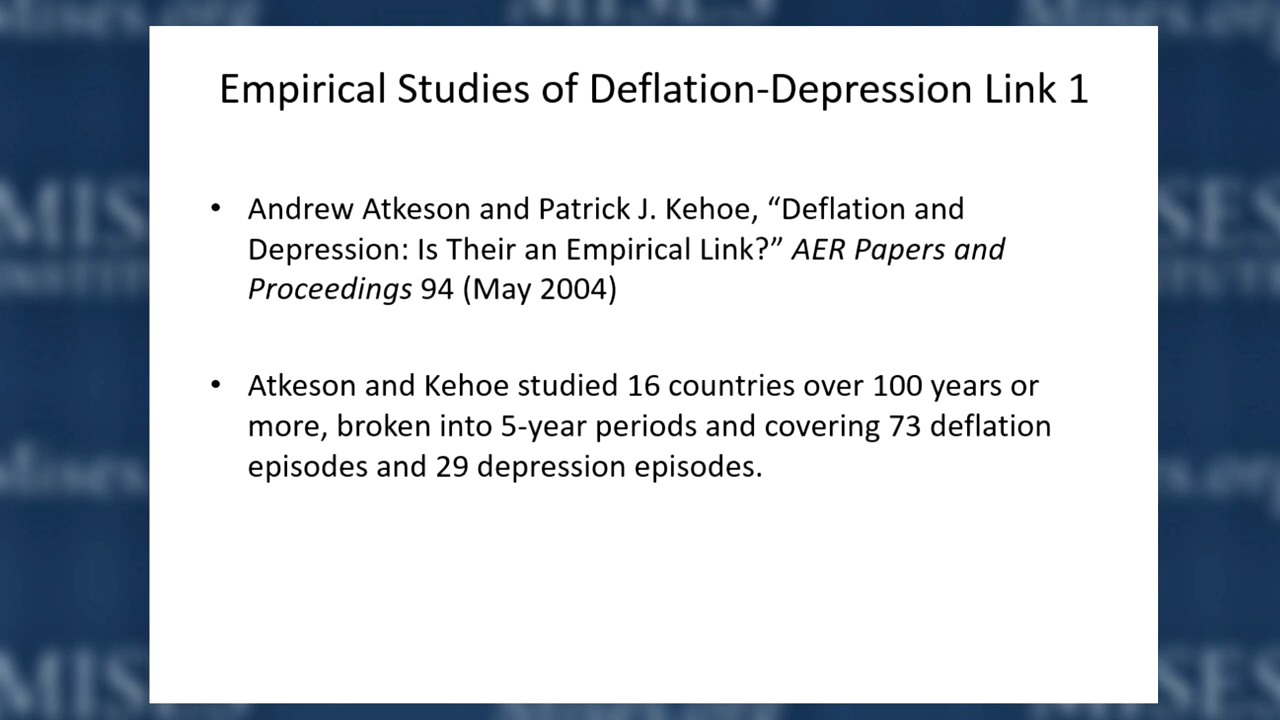 Empirical Studies of Deflation-Depression Link 1
• Andrew Atkeson and Patrick J. Kehoe, “Deflation and
Depression: Is Their an Empirical Link?” AER Papers and
Proceedings 94 (May 2004)
• Atkeson and Kehoe studied 16 countries over 100 years or
more, broken into 5-year periods and covering 73 deflation
episodes and 29 depression episodes.